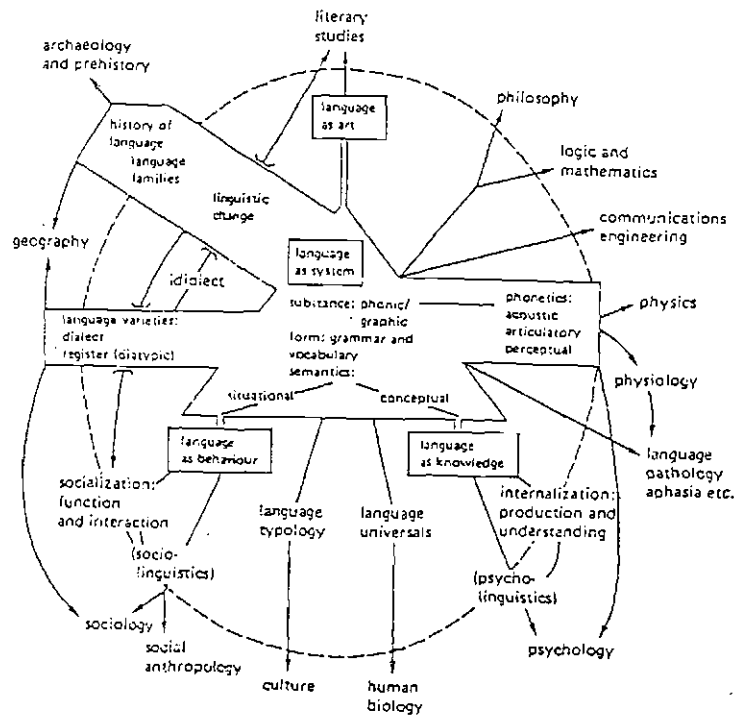 literary
studies
archaeology
and prehistory
language
as art
philosophy
history of
language
language
families
logic and
mathematics
linguistic
change
communications
engineering
geography
language
as system
idialect
substance: phonic/
graphic
phonetics:
acoustic
articulatory
perceptual
physics
language varieties:
dialect
register (diatypic)
form: grammar and
vocabulary
semantics:
physiology
situational
conceptual
language
as behaviour
language
as knowledge
language
pathology
aphasia etc.
socialization:
function
and interaction
language
typology
language
universals
internalization:
production and
understanding
(socio-
linguistics)
(psycho-
linguistics)
sociology
social
anthropology
psychology
culture
human
biology